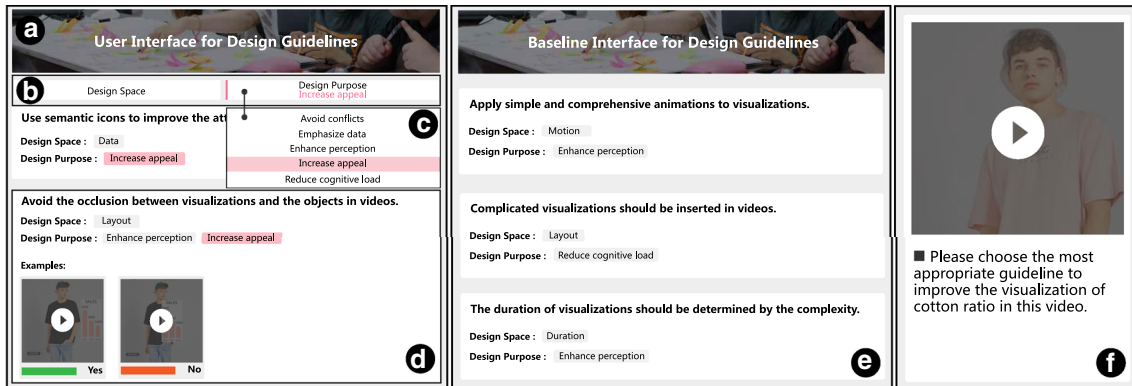 a
User Interface for Design Guidelines
b
Design Space
Design Purpose
Increase appeal
c
Avoid conflicts
Emphasize data
Enhance perception
Increase appeal
Reduce cognitive load
Use semantic icons to improve the att
Design Space : Data
Design Purpose : Increase appeal
Avoid the occlusion between visualizations and the objects in videos.
Design Space : Layout
Design Purpose : Enhance perception Increase appeal
Examples:
Yes
No
d
Baseline Interface for Design Guidelines
Apply simple and comprehensive animations to visualizations.
Design Space : Motion
Design Purpose : Enhance perception
Complicated visualizations should be inserted in videos.
Design Space : Layout
Design Purpose : Reduce cognitive load
The duration of visualizations should be determined by the complexity.
Design Space : Duration
Design Purpose : Enhance perception
e
■ Please choose the most
appropriate guideline to
improve the visualization of
cotton ratio in this video.
f